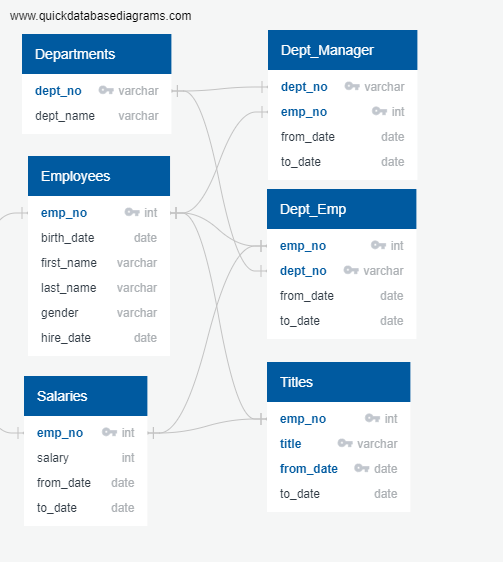 www.quickdatabasediagrams.com
Departments
dept_no varchar
dept_name varchar
Employees
emp_no int
birth_date date
first_name varchar
last_name varchar
gender varchar
hire_date date
Salaries
emp_no int
salary int
from_date date
to_date date
Dept_Manager
dept_no varchar
emp_no int
from_date date
to_date date
Dept_Emp
emp_no int
dept_no varchar
from_date date
to_date date
Titles
emp_no int
title varchar
from_date date
to_date date